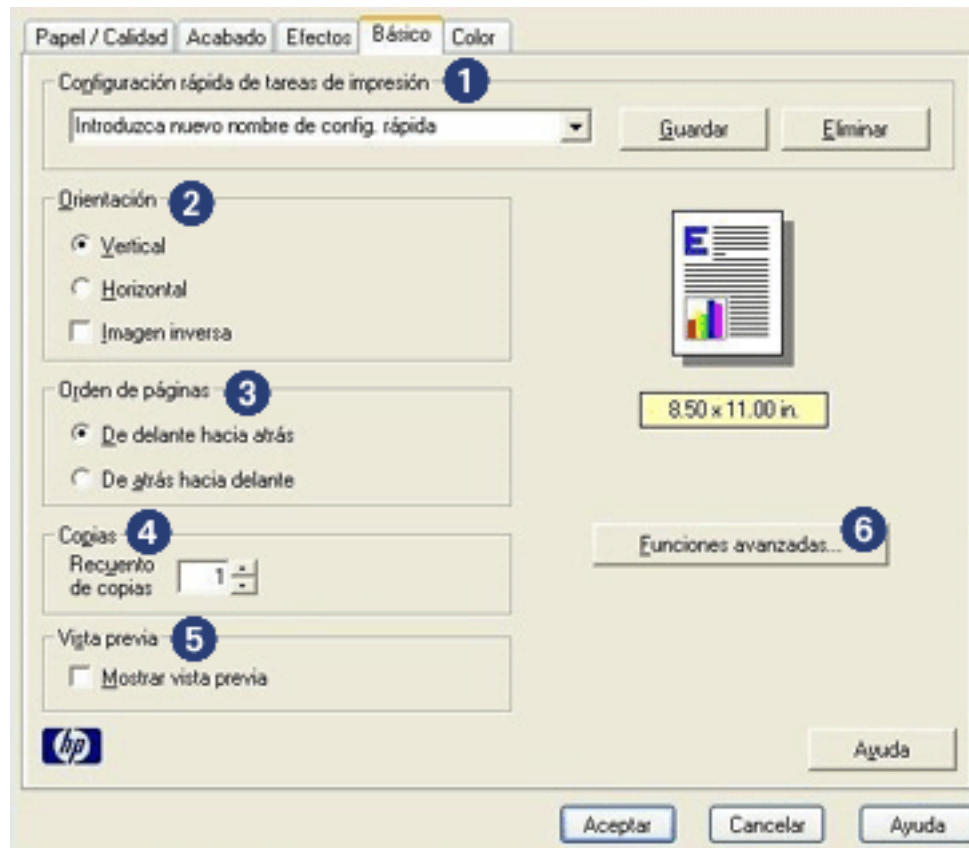 Papel / Calidad Acabado Efectos Básico Color
Configuración rápida de tareas de impresión 1
Introduzca nuevo nombre de config. rápida Guardar Eliminar
Orientación 2
Vertical
Horizontal
Imagen inversa
E
Orden de páginas 3
8.50 x 11.00 in.
De delante hacia atrás
De atrás hacia delante
Copias 4
Recuento
de copias 1
Funciones avanzadas... 6
Vista previa 5
Mostrar vista previa
hp
Ayuda
Aceptar Cancelar Ayuda